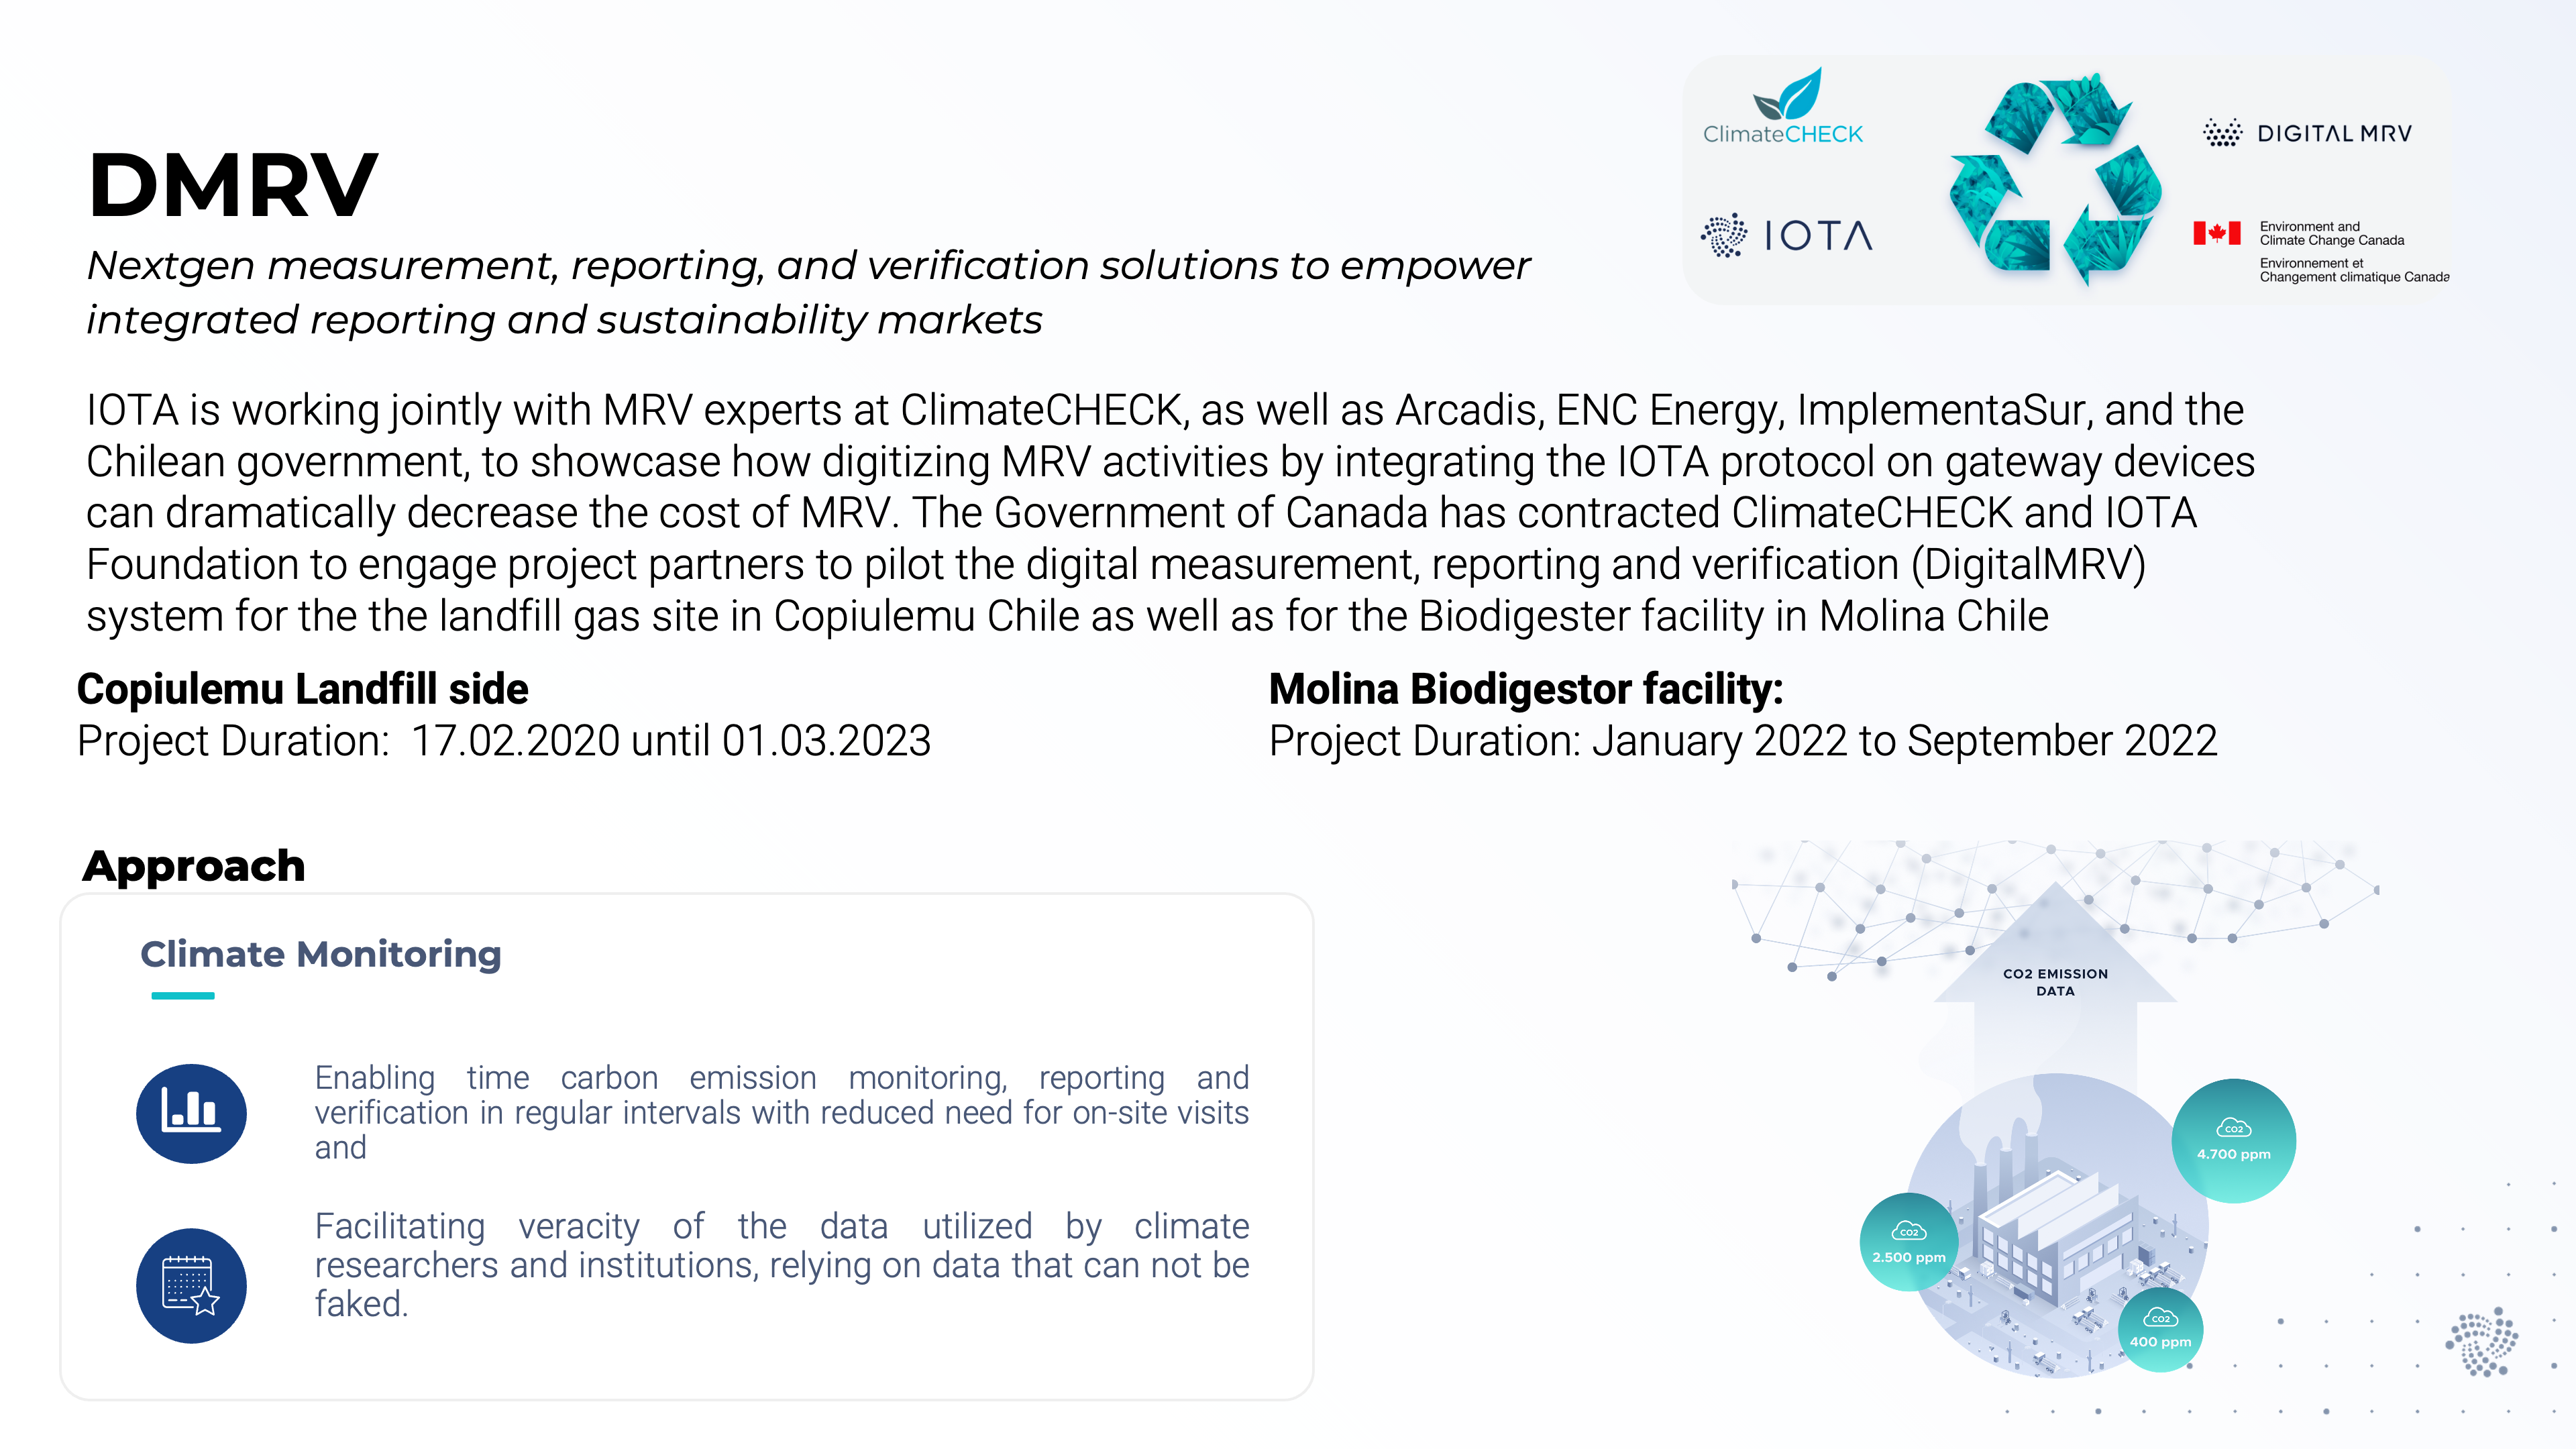 ClimateCHECK
DIGITAL MRV
IOTA
Environment and
Climate Change Canada
Environnement et
Changement climatique Canada
DMRV
Nextgen measurement, reporting, and verification solutions to empower
integrated reporting and sustainability markets
IOTA is working jointly with MRV experts at ClimateCHECK, as well as Arcadis, ENC Energy, ImplementaSur, and the
Chilean government, to showcase how digitizing MRV activities by integrating the IOTA protocol on gateway devices
can dramatically decrease the cost of MRV. The Government of Canada has contracted ClimateCHECK and IOTA
Foundation to engage project partners to pilot the digital measurement, reporting and verification (DigitalMRV)
system for the the landfill gas site in Copiulemu Chile as well as for the Biodigester facility in Molina Chile
Copiulemu Landfill side
Project Duration: 17.02.2020 until 01.03.2023
Molina Biodigestor facility:
Project Duration: January 2022 to September 2022
Approach
Climate Monitoring
Enabling time carbon emission monitoring, reporting and
verification in regular intervals with reduced need for on-site visits
and
Facilitating veracity of the data utilized by climate
researchers and institutions, relying on data that can not be
faked.
CO2 EMISSION
DATA
CO2
4.700 ppm
CO2
2.500 ppm
CO2
400 ppm